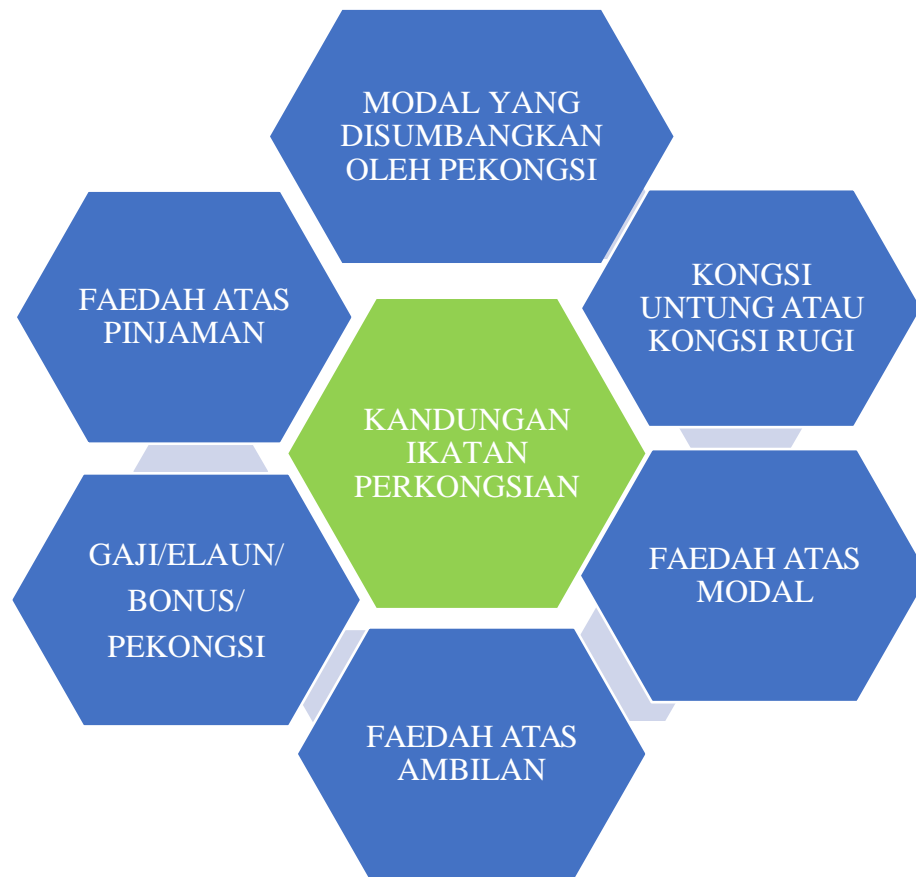 MODAL YANG
DISUMBANGKAN
OLEH PEKONGSI
KONGSI
UNTUNG ATAU
KONGSI RUGI
FAEDAH ATAS
MODAL
FAEDAH ATAS
AMBILAN
GAJI/ELAUN/
BONUS/
PEKONGSI
FAEDAH ATAS
PINJAMAN
KANDUNGAN
IKATAN
PERKONGSIAN